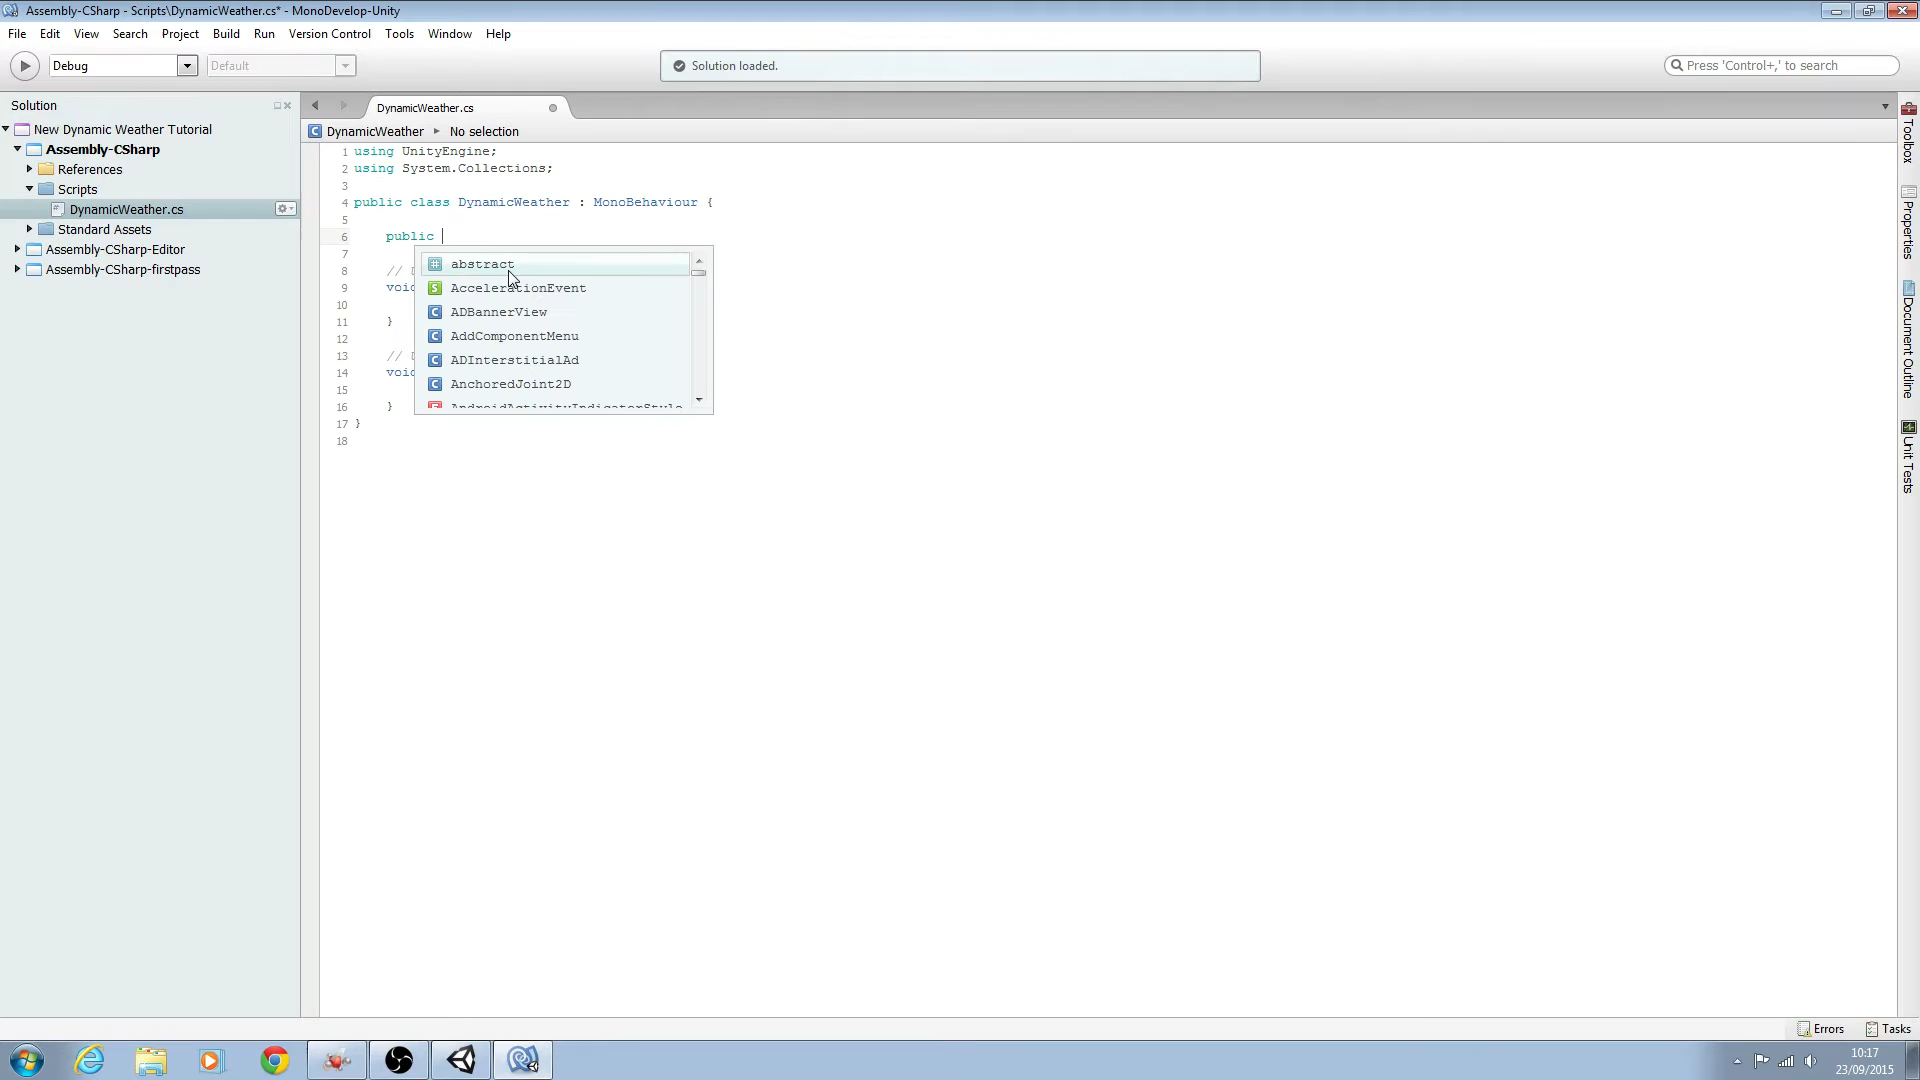 Assembly-CSharp - Scripts\DynamicWeather.cs* - MonoDevelop-Unity
File Edit View Search Project Build Run Version Control Tools Window Help
Debug Default Solution loaded. Press 'Control+,' to search
Solution
DynamicWeather.cs
New Dynamic Weather Tutorial
Assembly-CSharp
References
Scripts
DynamicWeather.cs
Standard Assets
Assembly-CSharp-Editor
Assembly-CSharp-firstpass
DynamicWeather No selection
1 using UnityEngine;
2 using System.Collections;
3
4 public class DynamicWeather : MonoBehaviour {
5
6 public
7
8 //
9 void
10
11 }
12
13 //
14 void
15
16 }
17 }
18
abstract
AccelerationEvent
ADBannerView
AddComponentMenu
ADInterstitialAd
AnchoredJoint2D
AndroidActivityIndicatorStyle
Toolbox
Properties
Document Outline
Unit Tests
Errors Tasks
10:17
23/09/2015